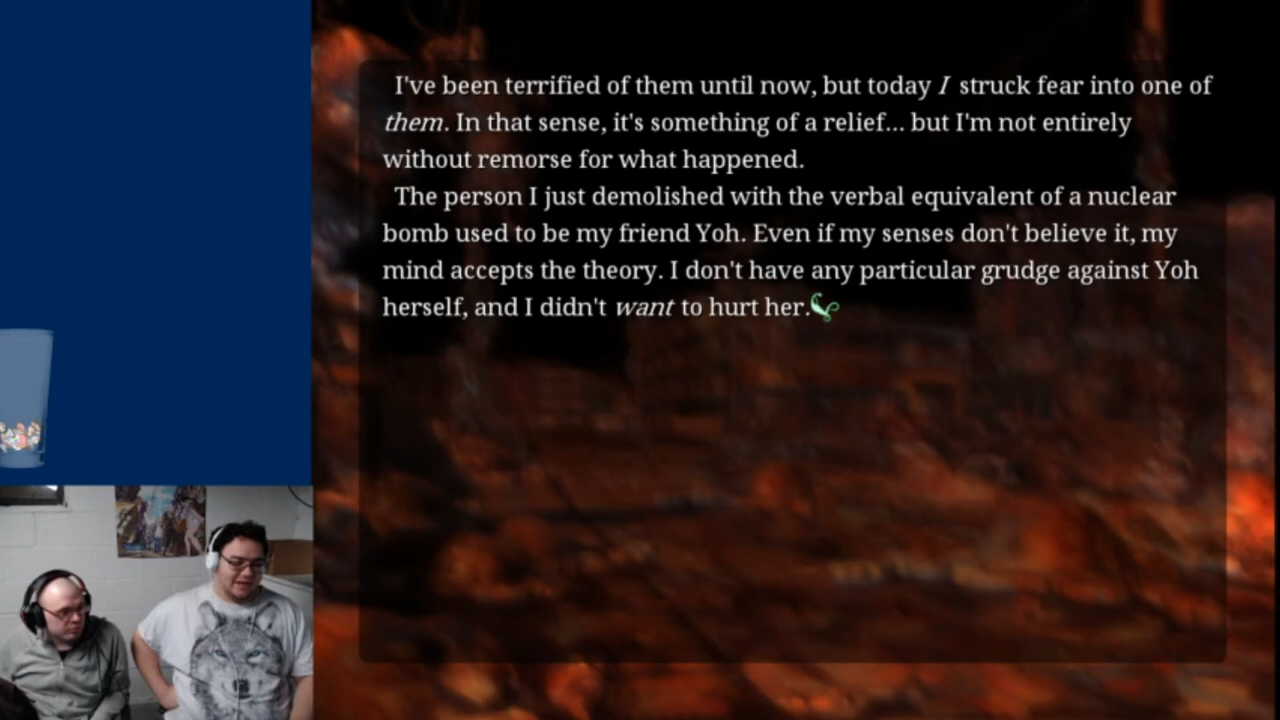 I've been terrified of them until now, but today I struck fear into one of
them. In that sense, it's something of a relief... but I'm not entirely
without remorse for what happened.
The person I just demolished with the verbal equivalent of a nuclear
bomb used to be my friend Yoh. Even if my senses don't believe it, my
mind accepts the theory. I don't have any particular grudge against Yoh
herself, and I didn't want to hurt her.